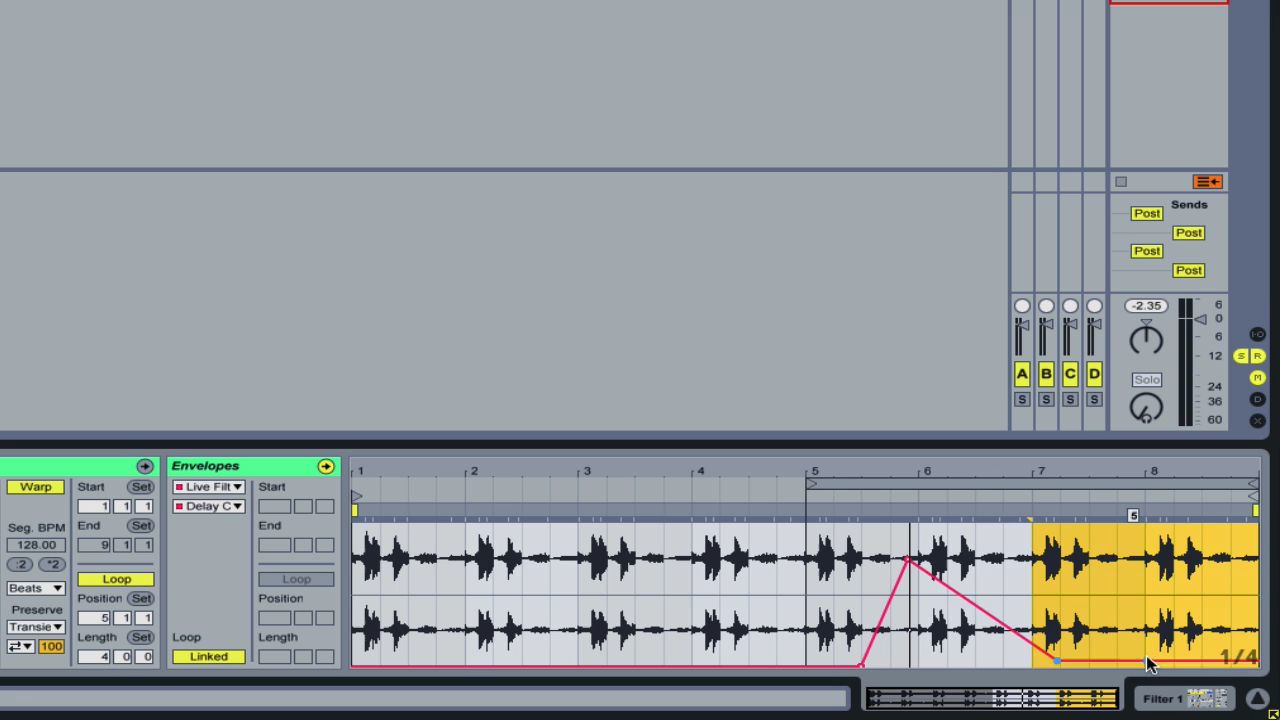 Sends
Post
Post
Post
Post
-2.35
6
0
6
12
24
36
60
Solo
I·O
S R
M
D
X
A B C D
S S S S
Envelopes
Warp
Start Set
1 1 1
Live Filt
Start
Delay C
Seg. BPM
End Set
End
128.00
9 1 1
:2 *2
Loop
Loop
Beats
Position Set
Position
Preserve
5 1 1
Transie
Length Set
Loop
Length
100
4 0 0
Linked
1 2 3 4 5 6 7 8
5
1/4
Filter 1